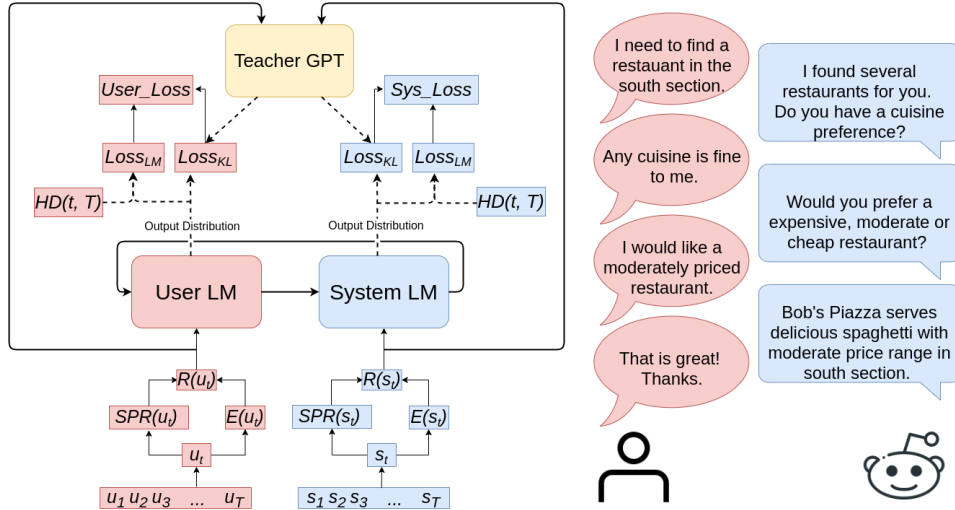 Teacher GPT
User_Loss
Sys_Loss
Loss_LM
Loss_KL
Loss_KL
Loss_LM
HD(t, T)
HD(t, T)
Output Distribution
Output Distribution
User LM
System LM
R(u_t)
R(s_t)
SPR(u_t)
E(u_t)
SPR(s_t)
E(s_t)
u_t
s_t
u_1 u_2 u_3 ... u_T
s_1 s_2 s_3 ... s_T
I need to find a
restauant in the
south section.
I found several
restaurants for you.
Do you have a cuisine
preference?
Any cuisine is fine
to me.
Would you prefer a
expensive, moderate or
cheap restaurant?
I would like a
moderately priced
restaurant.
Bob's Piazza serves
delicious spaghetti with
moderate price range in
south section.
That is great!
Thanks.